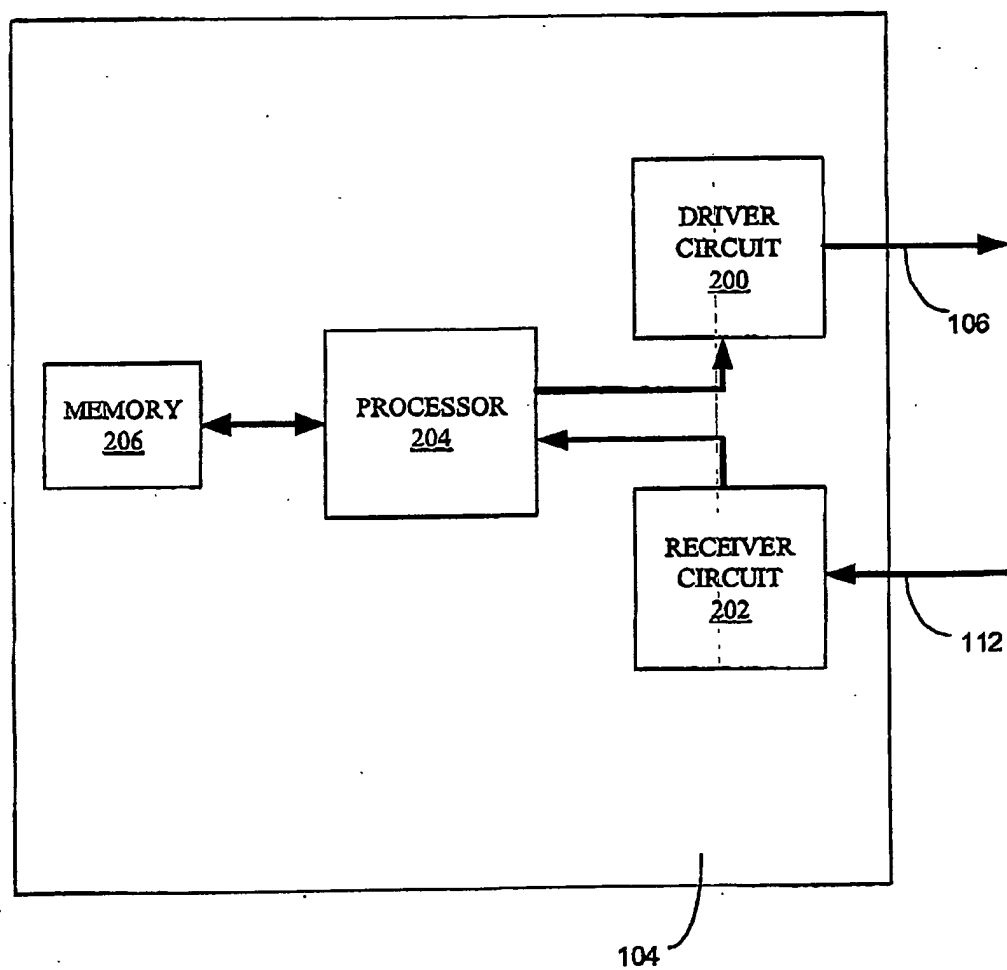 DRIVER
CIRCUIT
200
106
MEMORY
206
PROCESSOR
204
RECEIVER
CIRCUIT
202
112
104